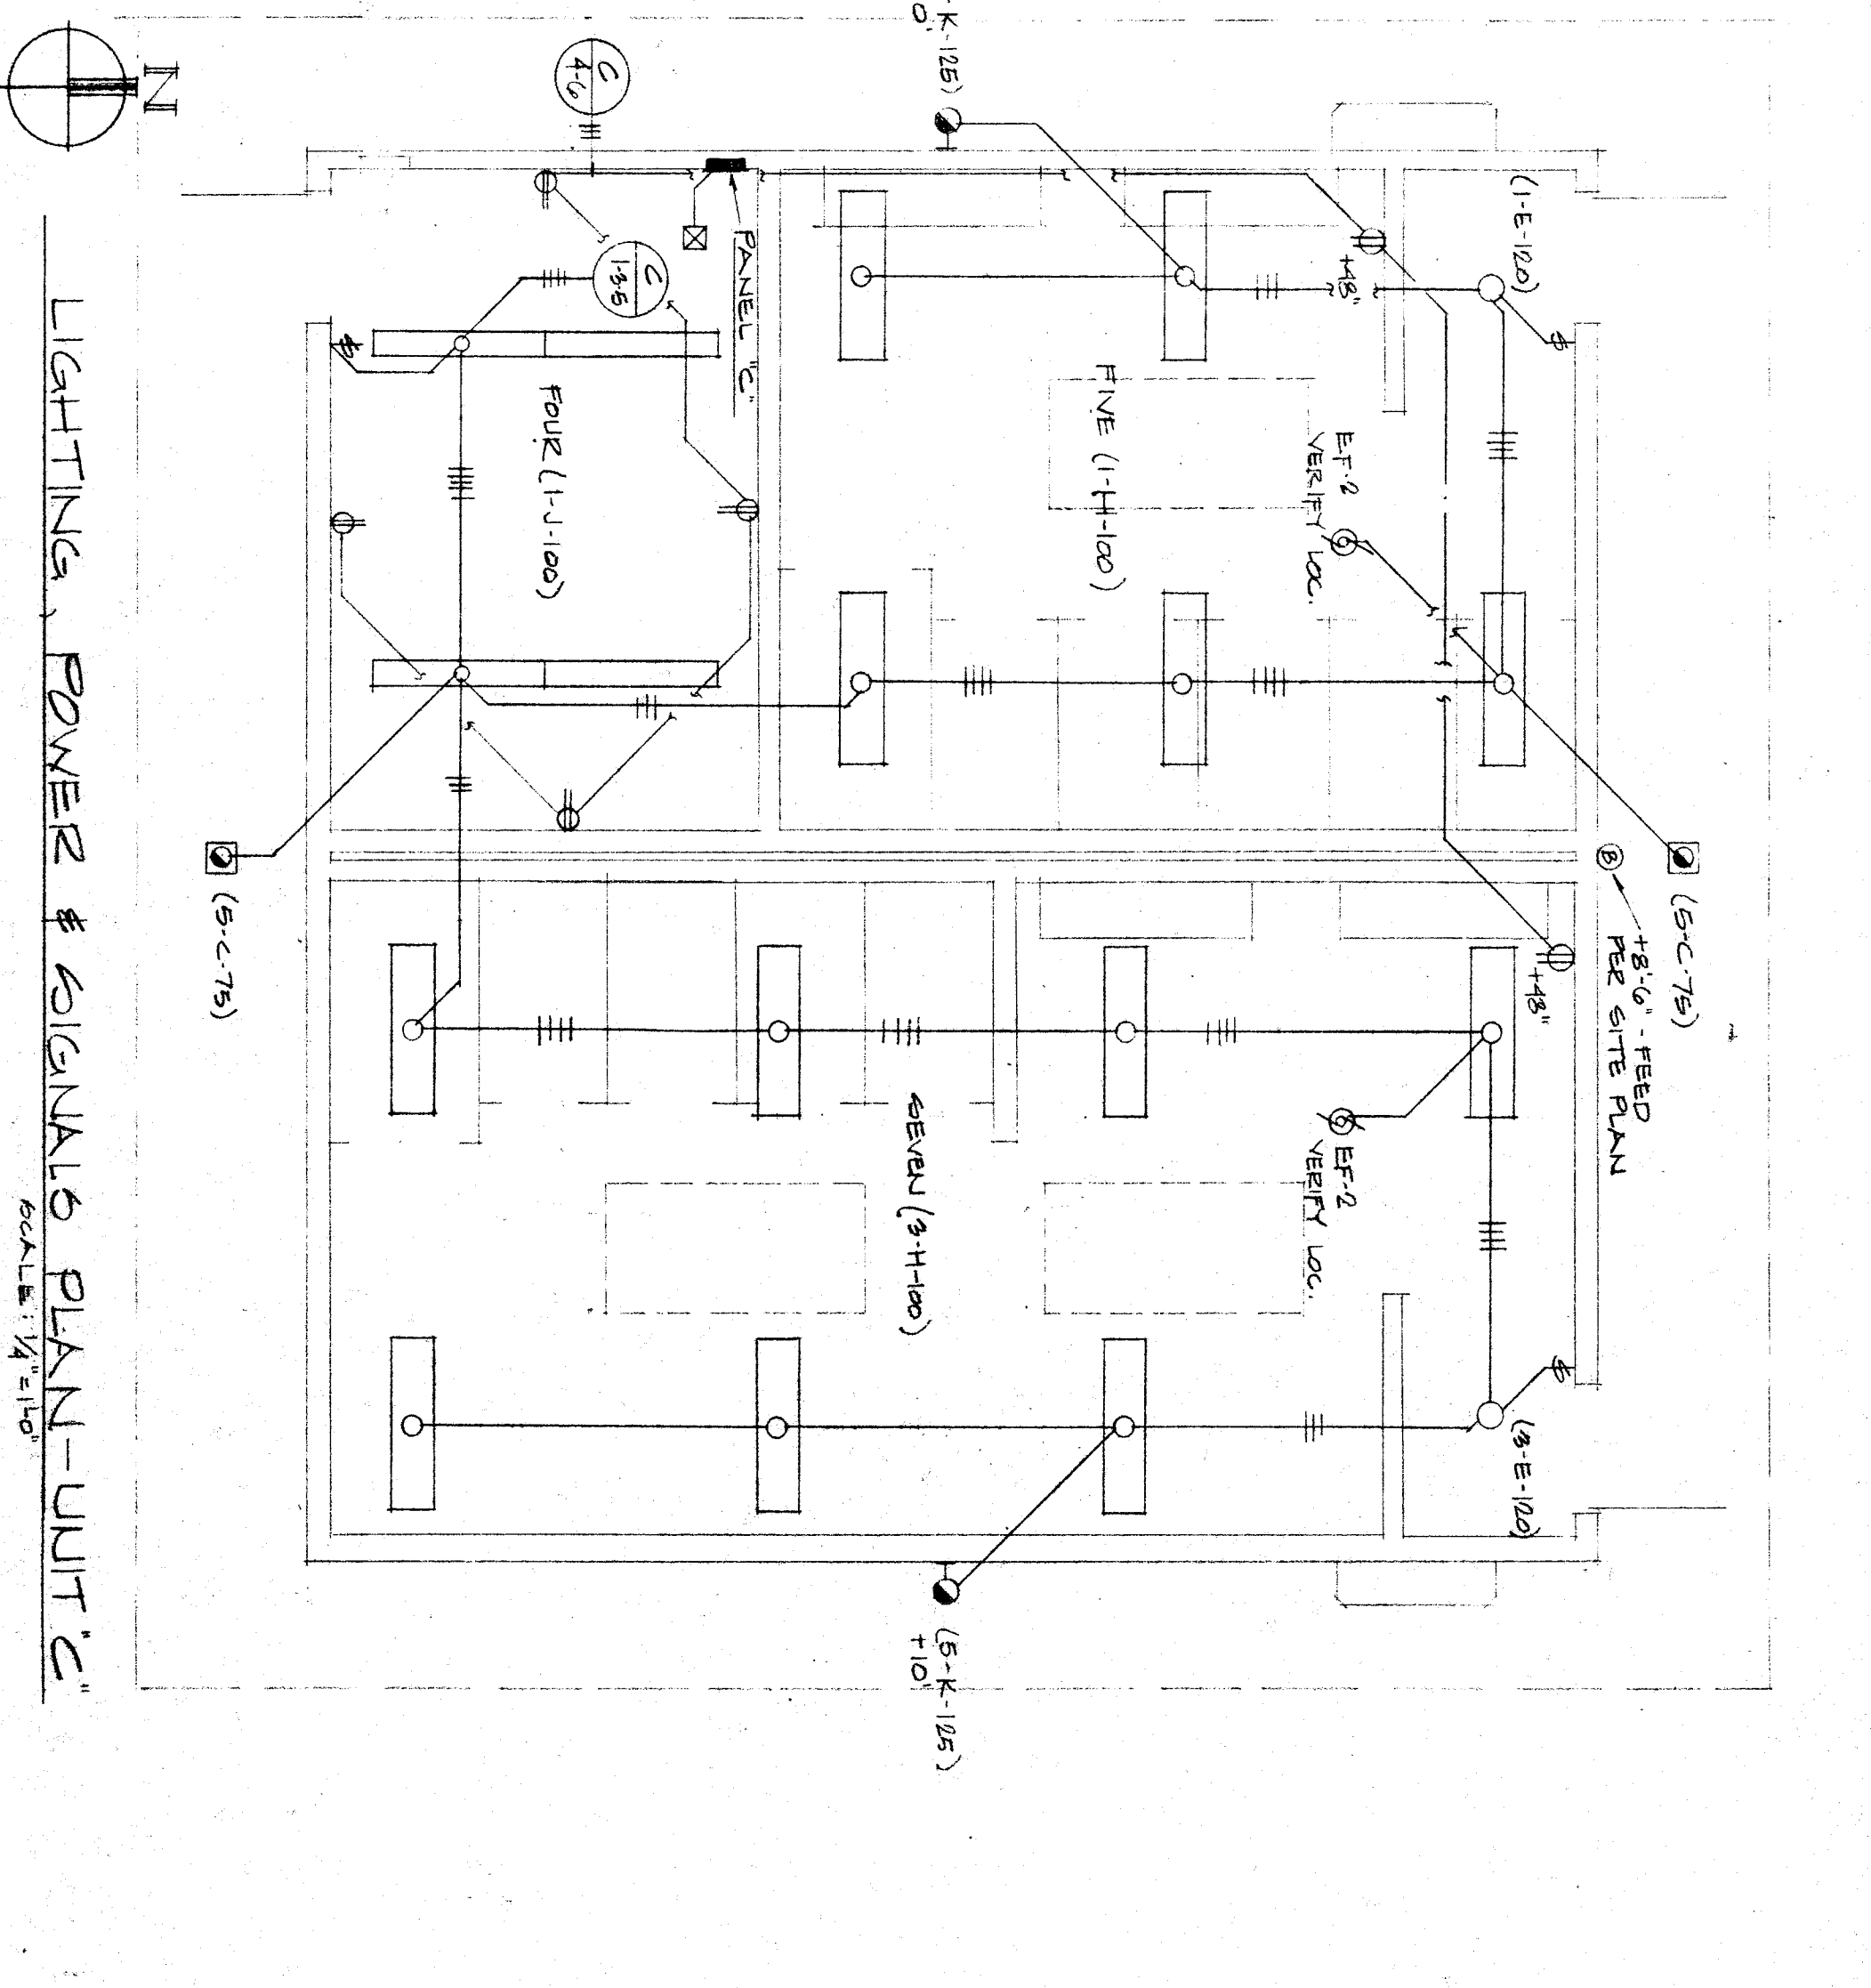 N
C
4-6
K-125)
0'
PANEL "C"
C
1-3-5
FOUR (1-J-100)
FIVE (1-H-100)
+48"
(1-E-120)
$
$
EF-2
VERIFY LOC.
(5-C-75)
(5-C-75)
B
+8'-6" - FEED
PER SITE PLAN
+48"
SEVEN (3-H-100)
EF-2
VERIFY LOC.
$
(3-E-120)
(5-K-125)
+10'
LIGHTING, POWER & SIGNALS PLAN-UNIT "C"
SCALE: 1/4"=1'-0"